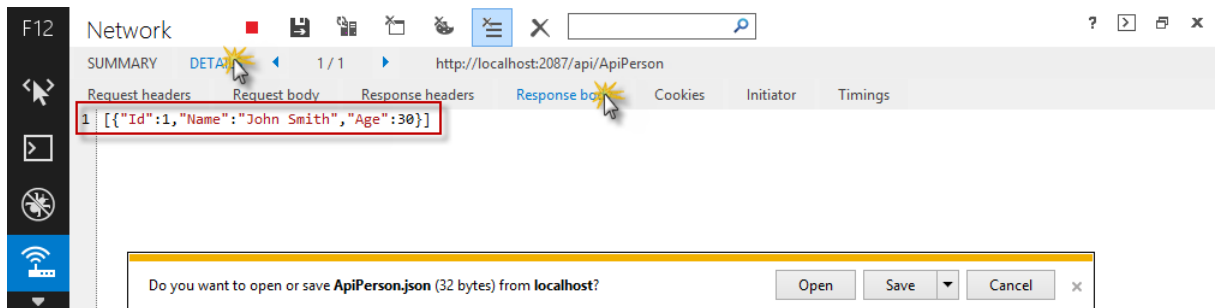 F12 Network ?
SUMMARY DETAILS 1 / 1 http://localhost:2087/api/ApiPerson
Request headers Request body Response headers Response body Cookies Initiator Timings
1 [{"Id":1,"Name":"John Smith","Age":30}]
Do you want to open or save ApiPerson.json (32 bytes) from localhost? Open Save Cancel